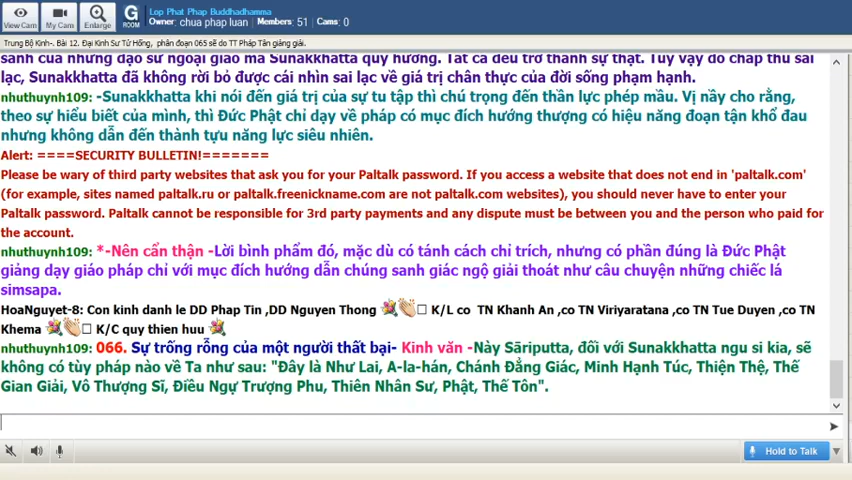 Lop Phat Phap Buddhadhamma
Owner: chua phap luan Members: 51 Cams: 0
G
ROOM
View Cam My Cam Enlarge
Trung Bộ Kinh-. Bài 12. Đại Kinh Sư Tử Hống, phân đoạn 065 sẽ do TT Pháp Tân giảng giải.
sanh của những đạo sư ngoại giáo mà Sunakkhatta quy hướng. Tất cả đều trở thành sự thật. Tuy vậy do chấp thủ sai
lạc, Sunakkhatta đã không rời bỏ được cái nhìn sai lạc về giá trị chân thực của đời sống phạm hạnh.
nhuthuynh109: -Sunakkhatta khi nói đến giá trị của sự tu tập thì chú trọng đến thần lực phép mầu. Vị nầy cho rằng,
theo sự hiểu biết của mình, thì Đức Phật chỉ dạy về pháp có mục đích hướng thượng có hiệu năng đoạn tận khổ đau
nhưng không dẫn đến thành tựu năng lực siêu nhiên.
Alert: ====SECURITY BULLETIN!=======
Please be wary of third party websites that ask you for your Paltalk password. If you access a website that does not end in 'paltalk.com'
(for example, sites named paltalk.ru or paltalk.freenickname.com are not paltalk.com websites), you should never have to enter your
Paltalk password. Paltalk cannot be responsible for 3rd party payments and any dispute must be between you and the person who paid for
the account.
nhuthuynh109: *-Nên cẩn thận -Lời bình phẩm đó, mặc dù có tánh cách chỉ trích, nhưng có phần đúng là Đức Phật
giảng dạy giáo pháp chỉ với mục đích hướng dẫn chúng sanh giác ngộ giải thoát như câu chuyện những chiếc lá
simsapa.
HoaNguyet-8: Con kinh danh le DD Phap Tin ,DD Nguyen Thong 💐👏 K/L co TN Khanh An ,co TN Viriyaratana ,co TN Tue Duyen ,co TN
Khema 💐👏 K/C quy thien huu 💐
nhuthuynh109: 066. Sự trống rỗng của một người thất bại- Kinh văn -Này Sāriputta, đối với Sunakkhatta ngu si kia, sẽ
không có tùy pháp nào về Ta như sau: "Đây là Như Lai, A-la-hán, Chánh Đẳng Giác, Minh Hạnh Túc, Thiện Thệ, Thế
Gian Giải, Vô Thượng Sĩ, Điều Ngự Trượng Phu, Thiên Nhân Sư, Phật, Thế Tôn".
Hold to Talk